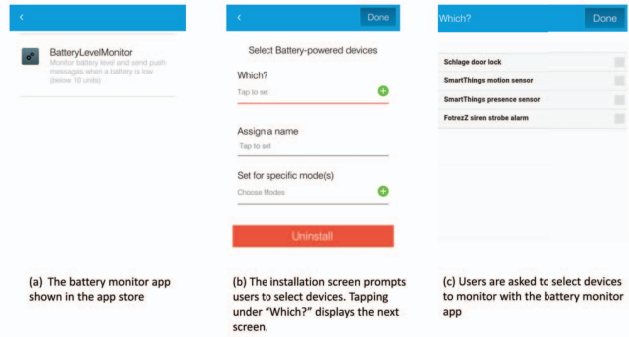 BatteryLevelMonitor
Monitor battery level and send push
messages when a battery is low
(below 10 units)
(a) The battery monitor app
shown in the app store
Done
Select Battery-powered devices
Which?
Tap to set
Assign a name
Tap to set
Set for specific mode(s)
Choose Modes
Uninstall
(b) The installation screen prompts
users to select devices. Tapping
under "Which?" displays the next
screen.
Which?
Done
Schlage door lock
SmartThings motion sensor
SmartThings presence sensor
FotrezZ siren strobe alarm
(c) Users are asked to select devices
to monitor with the battery monitor
app